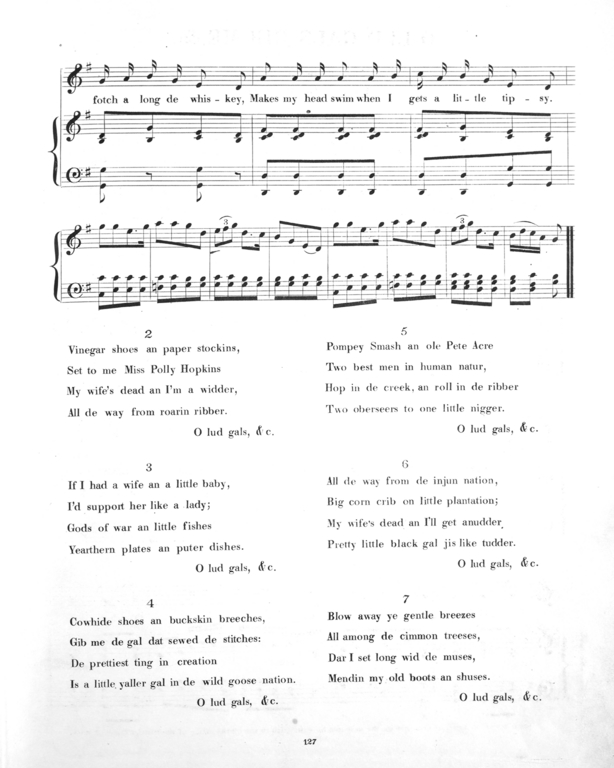 fotch a long de whis - key, Makes my head swim when I gets a lit - tle tip - sy.
3
3
2
Vinegar shoes an paper stockins,
Set to me Miss Polly Hopkins
My wife's dead an I'm a widder,
All de way from roarin ribber.
O lud gals, &c.
3
If I had a wife an a little baby,
I'd support her like a lady;
Gods of war an little fishes
Yearthern plates an puter dishes.
O lud gals, &c.
4
Cowhide shoes an buckskin breeches,
Gib me de gal dat sewed de stitches:
De prettiest ting in creation
Is a little yaller gal in de wild goose nation.
O lud gals, &c.
5
Pompey Smash an ole Pete Acre
Two best men in human natur,
Hop in de creek, an roll in de ribber
Two oberseers to one little nigger.
O lud gals, &c.
6
All de way from de injun nation,
Big corn crib on little plantation;
My wife's dead an I'll get anudder
Pretty little black gal jis like tudder.
O lud gals, &c.
7
Blow away ye gentle breezes
All among de cimmon treeses,
Dar I set long wid de muses,
Mendin my old boots an shuses.
O lud gals, &c.
127